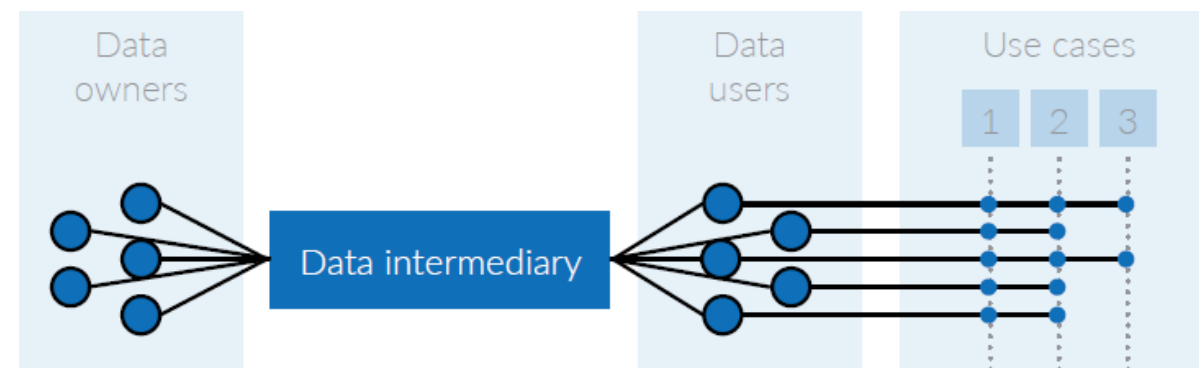 Data
owners
Data intermediary
Data
users
Use cases
1 2 3